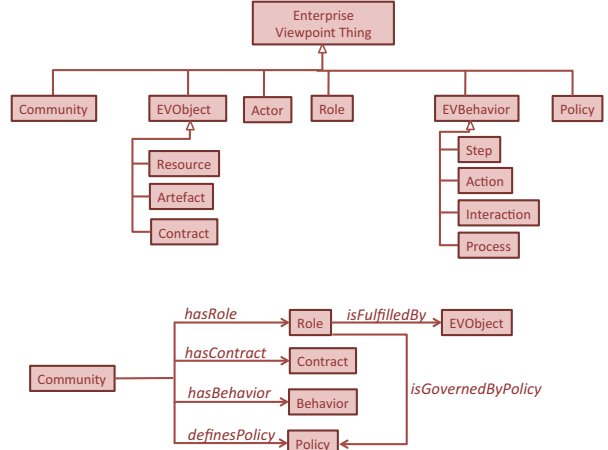 Enterprise
Viewpoint Thing
Community
EVObject
Actor
Role
EVBehavior
Policy
Resource
Artefact
Contract
Step
Action
Interaction
Process
hasRole
Role
isFulfilledBy
EVObject
hasContract
Contract
Community
isGovernedByPolicy
hasBehavior
Behavior
definesPolicy
Policy